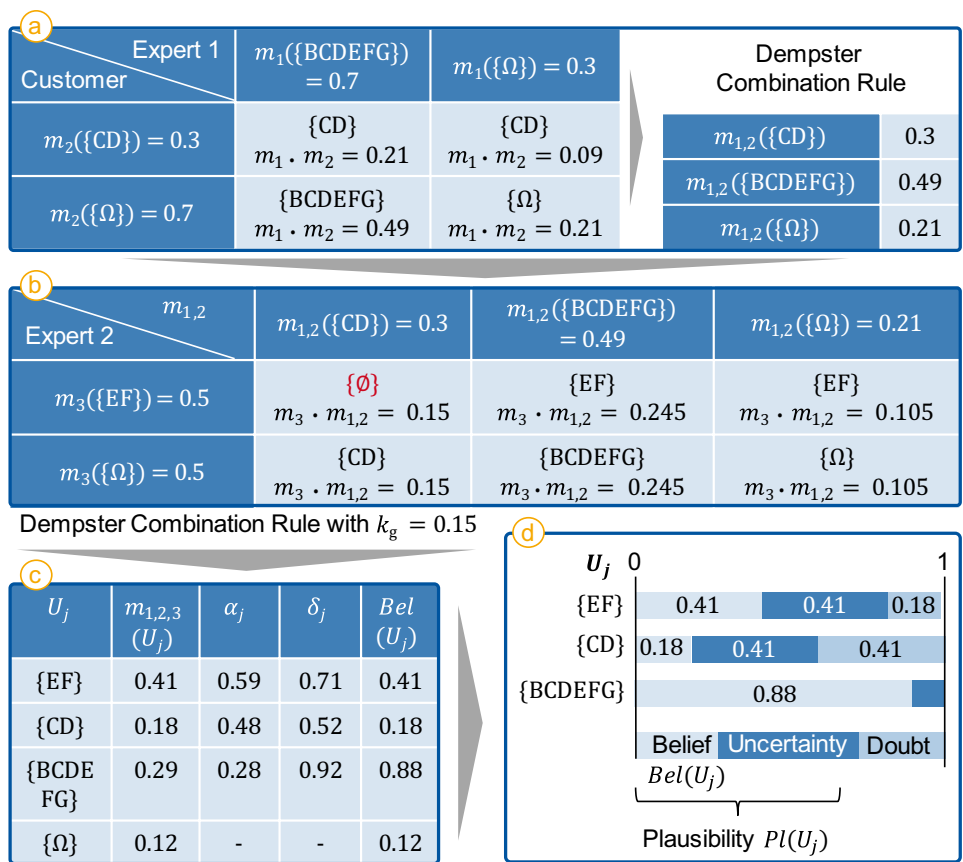 a
Expert 1
Customer
m₁({BCDEFG}) = 0.7
m₁({Ω}) = 0.3
m₂({CD}) = 0.3
{CD}
m₁ · m₂ = 0.21
{CD}
m₁ · m₂ = 0.09
m₂({Ω}) = 0.7
{BCDEFG}
m₁ · m₂ = 0.49
{Ω}
m₁ · m₂ = 0.21
Dempster
Combination Rule
m₁,₂({CD}) 0.3
m₁,₂({BCDEFG}) 0.49
m₁,₂({Ω}) 0.21
b
m₁,₂
Expert 2
m₁,₂({CD}) = 0.3
m₁,₂({BCDEFG})
= 0.49
m₁,₂({Ω}) = 0.21
m₃({EF}) = 0.5
{Ø}
m₃ · m₁,₂ = 0.15
{EF}
m₃ · m₁,₂ = 0.245
{EF}
m₃ · m₁,₂ = 0.105
m₃({Ω}) = 0.5
{CD}
m₃ · m₁,₂ = 0.15
{BCDEFG}
m₃ · m₁,₂ = 0.245
{Ω}
m₃ · m₁,₂ = 0.105
Dempster Combination Rule with k_g = 0.15
c
U_j m₁,₂,₃ (U_j) α_j δ_j Bel (U_j)
{EF} 0.41 0.59 0.71 0.41
{CD} 0.18 0.48 0.52 0.18
{BCDE
FG} 0.29 0.28 0.92 0.88
{Ω} 0.12 - - 0.12
d
U_j 0 1
{EF} 0.41 0.41 0.18
{CD} 0.18 0.41 0.41
{BCDEFG} 0.88
Belief Uncertainty Doubt
Bel(U_j)
Plausibility Pl(U_j)